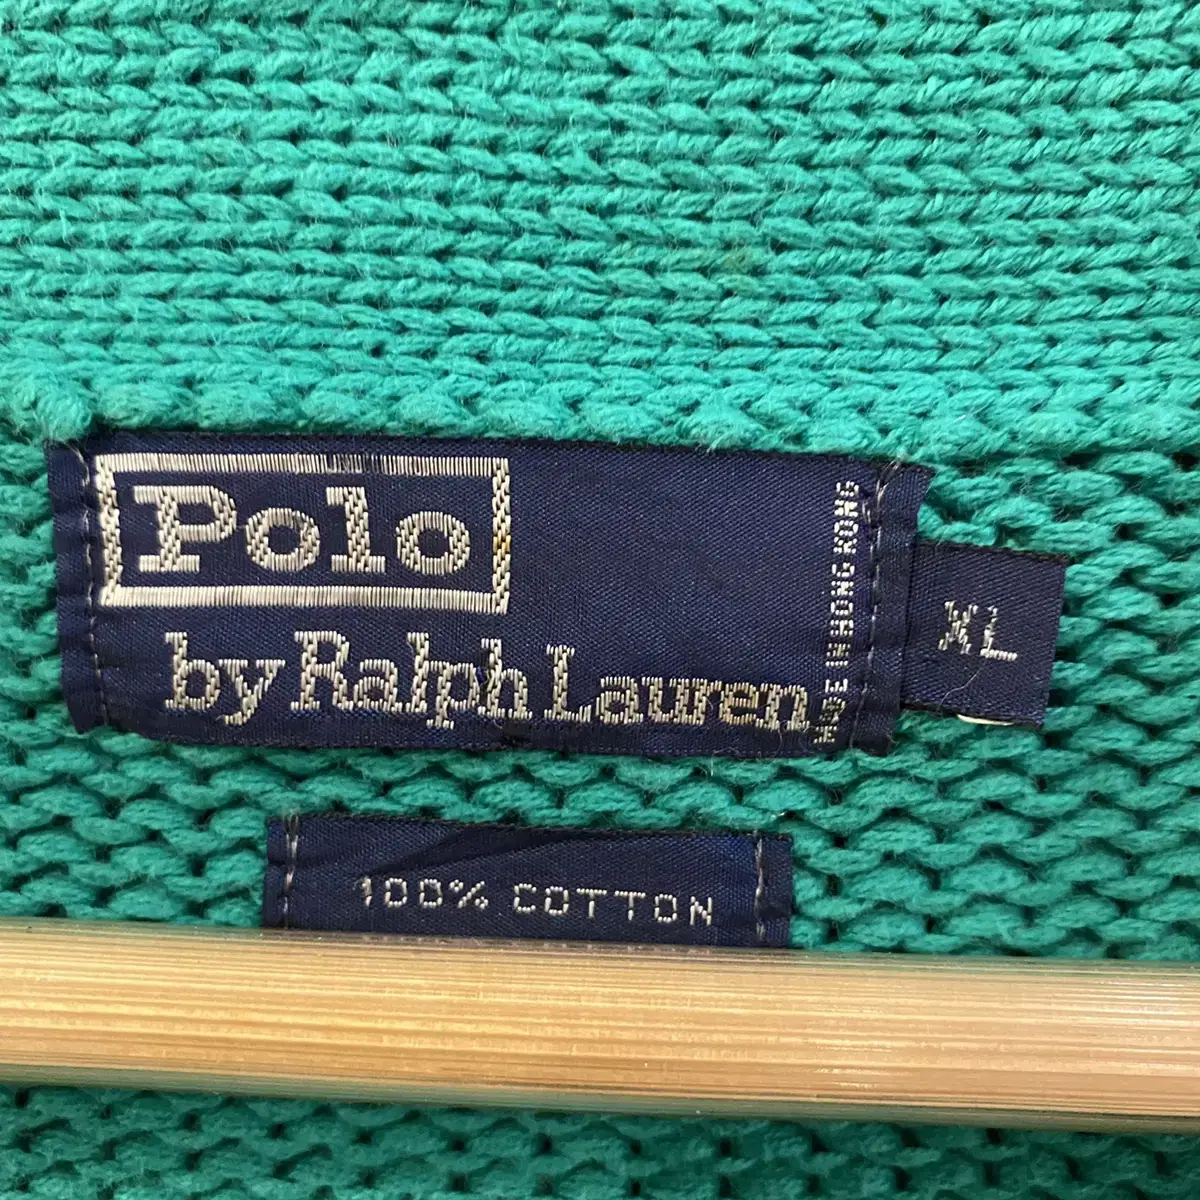 Polo
by Ralph Lauren
MADE IN HONG KONG
XL
100% COTTON